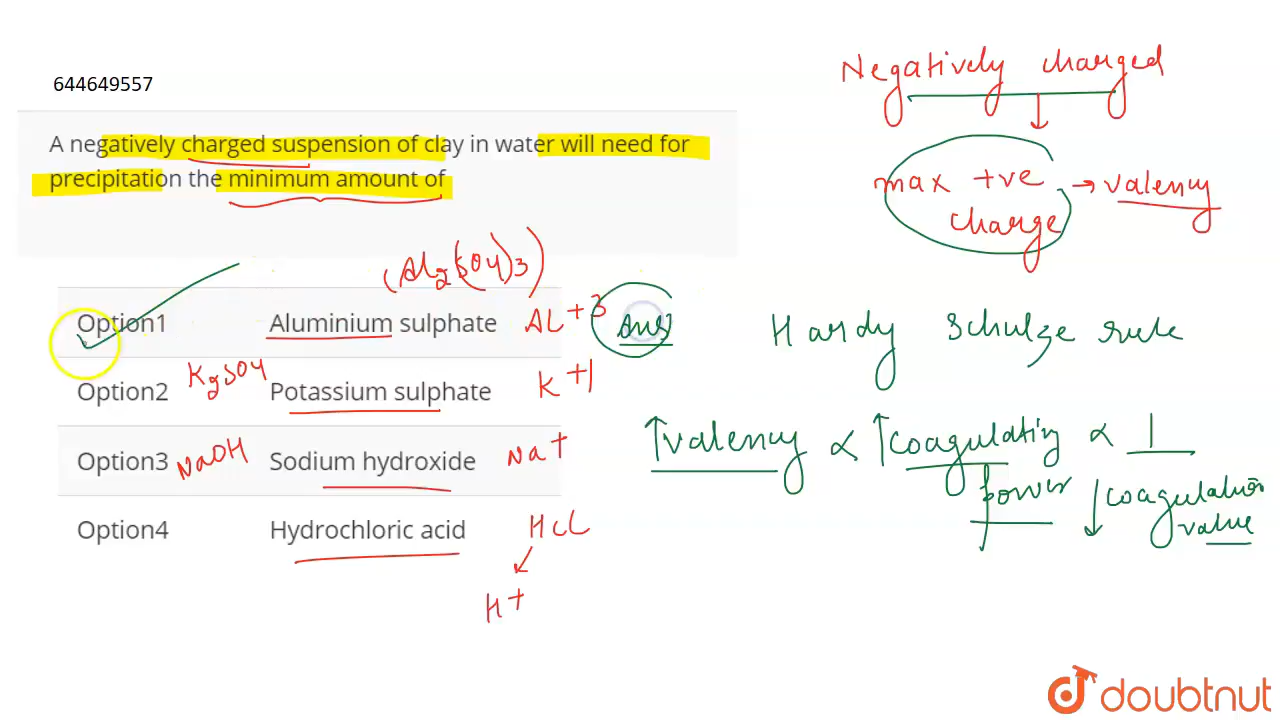 644649557
A negatively charged suspension of clay in water will need for
precipitation the minimum amount of
(Al2(SO4)3)
Option1 Aluminium sulphate AL+3 Ans
Option2 K2SO4 Potassium sulphate K+1
Option3 NaOH Sodium hydroxide Na+
Option4 Hydrochloric acid HCL
H+
Negatively charged
max +ve → valency
charge
Hardy Schulze rule
↑valency ∝ ↑coagulating ∝ 1
power ↓coagulation
value
doubtnut